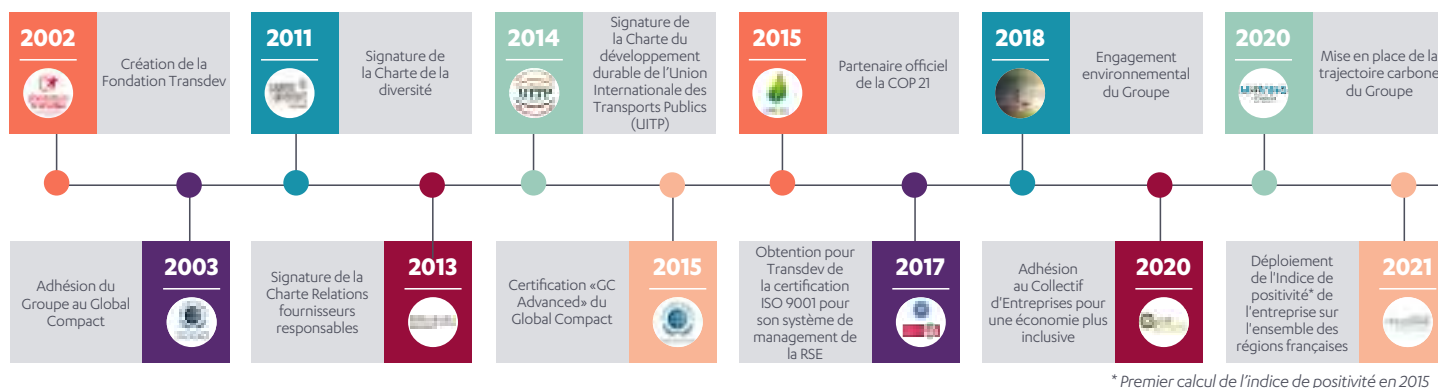 2002
Création de la
Fondation Transdev
2011
Signature de
la Charte de la
diversité
2014
UITP
Signature de
la Charte du
développement
durable de l'Union
Internationale des
Transports Publics
(UITP)
2015
Partenaire officiel
de la COP 21
2018
Engagement
environnemental
du Groupe
2020
Mise en place de la
trajectoire carbone
du Groupe
Adhésion du
Groupe au Global
Compact
2003
Signature de la
Charte Relations
fournisseurs
responsables
2013
Certification «GC
Advanced» du
Global Compact
2015
Obtention pour
Transdev de
la certification
ISO 9001 pour
son système de
management de
la RSE
2017
Adhésion
au Collectif
d'Entreprises pour
une économie plus
inclusive
2020
Déploiement
de l'Indice de
positivité* de
l'entreprise sur
l'ensemble des
régions françaises
2021
* Premier calcul de l'indice de positivité en 2015